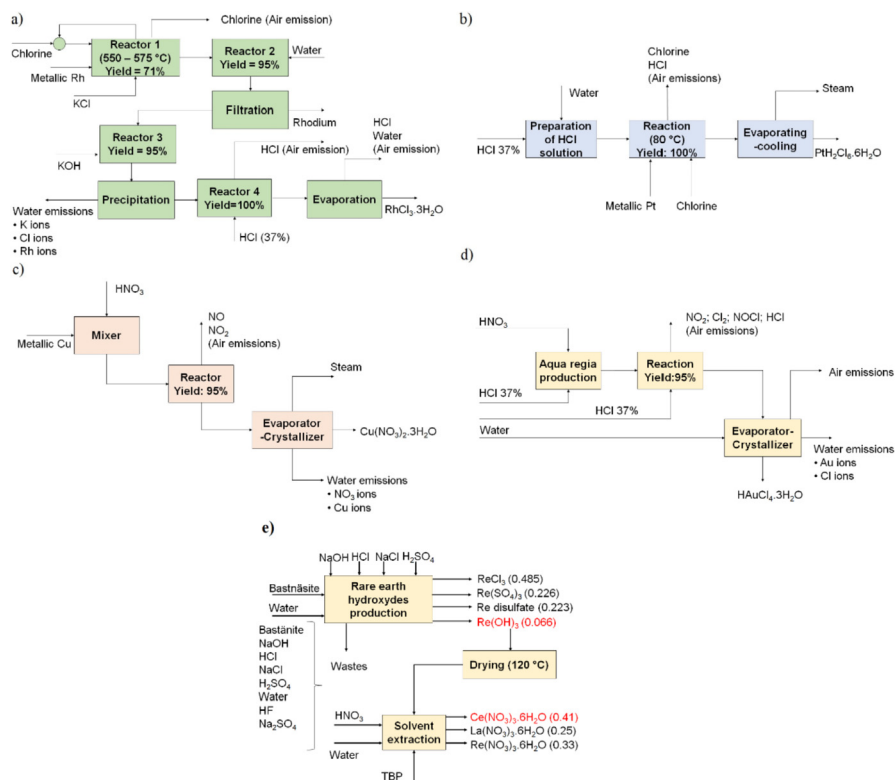 a)
Chlorine (Air emission)
Reactor 1
(550 – 575 °C)
Yield = 71%
Reactor 2
Yield = 95%
Water
Chlorine
Metallic Rh
KCl
Filtration
Rhodium
Reactor 3
Yield = 95%
KOH
HCl (Air emission)
HCl
Water
(Air emission)
Precipitation
Reactor 4
Yield=100%
Evaporation
RhCl3.3H2O
Water emissions
• K ions
• Cl ions
• Rh ions
HCl (37%)
b)
Chlorine
HCl
(Air emissions)
Water
Steam
HCl 37%
Preparation
of HCl
solution
Reaction
(80 °C)
Yield: 100%
Evaporating
-cooling
PtH2Cl6.6H2O
Metallic Pt
Chlorine
c)
HNO3
Metallic Cu
Mixer
NO
NO2
(Air emissions)
Reactor
Yield: 95%
Steam
Evaporator
-Crystallizer
Cu(NO3)2.3H2O
Water emissions
• NO3 ions
• Cu ions
d)
HNO3
NO2; Cl2; NOCl; HCl
(Air emissions)
Aqua regia
production
Reaction
Yield:95%
Air emissions
HCl 37%
HCl 37%
Water
Evaporator-
Crystallizer
Water emissions
• Au ions
• Cl ions
HAuCl4.3H2O
e)
NaOH HCl NaCl H2SO4
Bastnäsite
Water
Rare earth
hydroxydes
production
ReCl3 (0.485)
Re(SO4)3 (0.226)
Re disulfate (0.223)
Re(OH)3 (0.066)
Wastes
Drying (120 °C)
Bastänite
NaOH
HCl
NaCl
H2SO4
Water
HF
Na2SO4
HNO3
Water
Solvent
extraction
Ce(NO3)3.6H2O (0.41)
La(NO3)3.6H2O (0.25)
Re(NO3)3.6H2O (0.33)
TBP